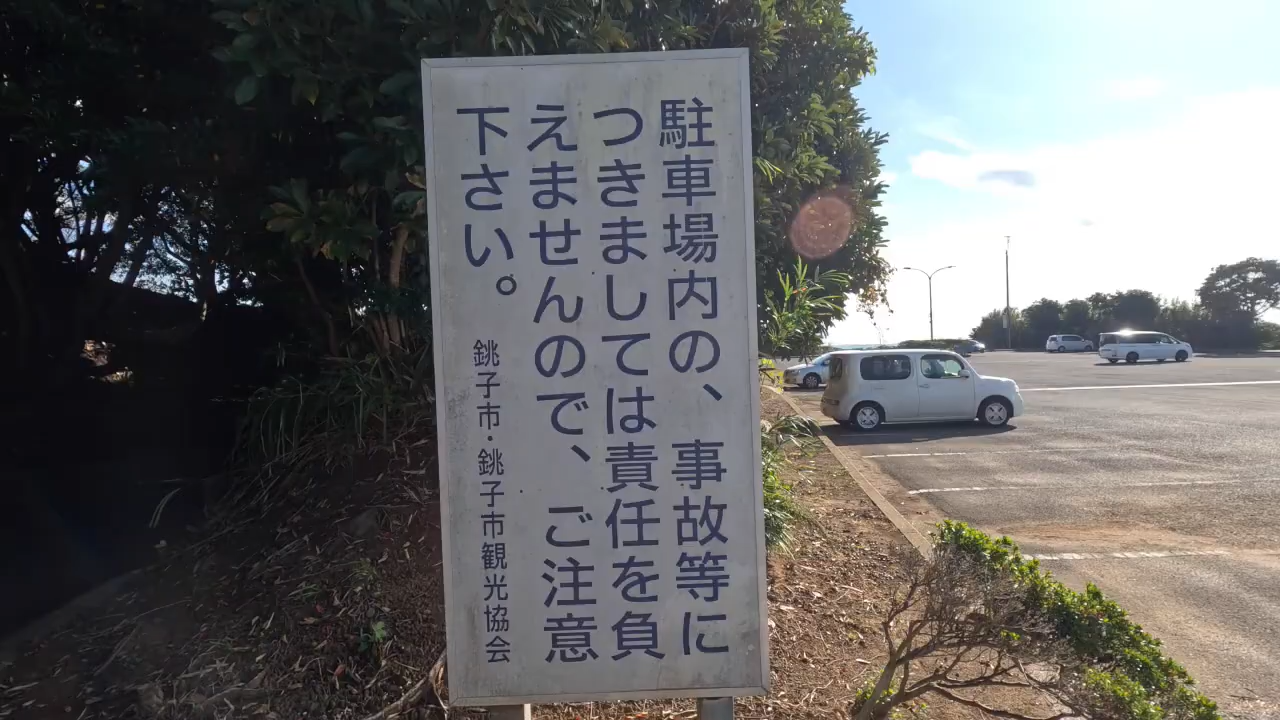 駐車場内の、事故等に
つきましては責任を負
えませんので、ご注意
下さい。
銚子市・銚子市観光協会